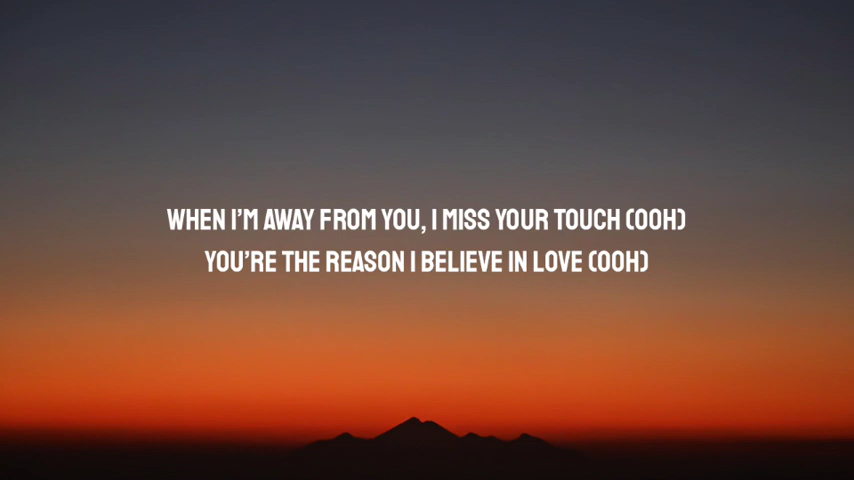 WHEN I'M AWAY FROM YOU, I MISS YOUR TOUCH (OOH)
YOU'RE THE REASON I BELIEVE IN LOVE (OOH)